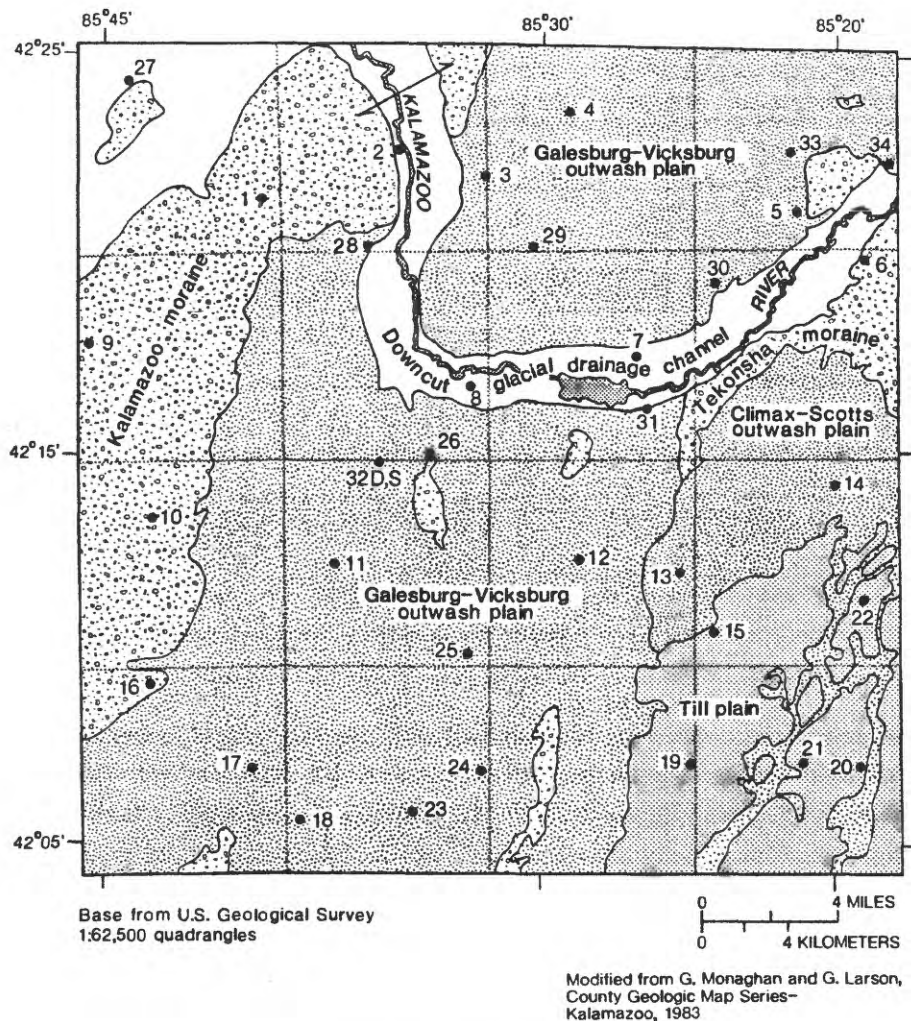 85°45' 85°30' 85°20'
42°25'
27
KALAMAZOO
4
2
Galesburg-Vicksburg
outwash plain
33
34
3
1
5
28
29
6
30
RIVER
Kalamazoo moraine
9
7
Downcut glacial drainage channel
8
Tekonsha moraine
31
Climax-Scotts
outwash plain
42°15'
26
32D,S
14
10
11
12
13
Galesburg-Vicksburg
outwash plain
22
15
25
16
Till plain
17
24
19
21
20
18
23
42°05'
Base from U.S. Geological Survey
1:62,500 quadrangles
0 4 MILES
0 4 KILOMETERS
Modified from G. Monaghan and G. Larson,
County Geologic Map Series-
Kalamazoo, 1983